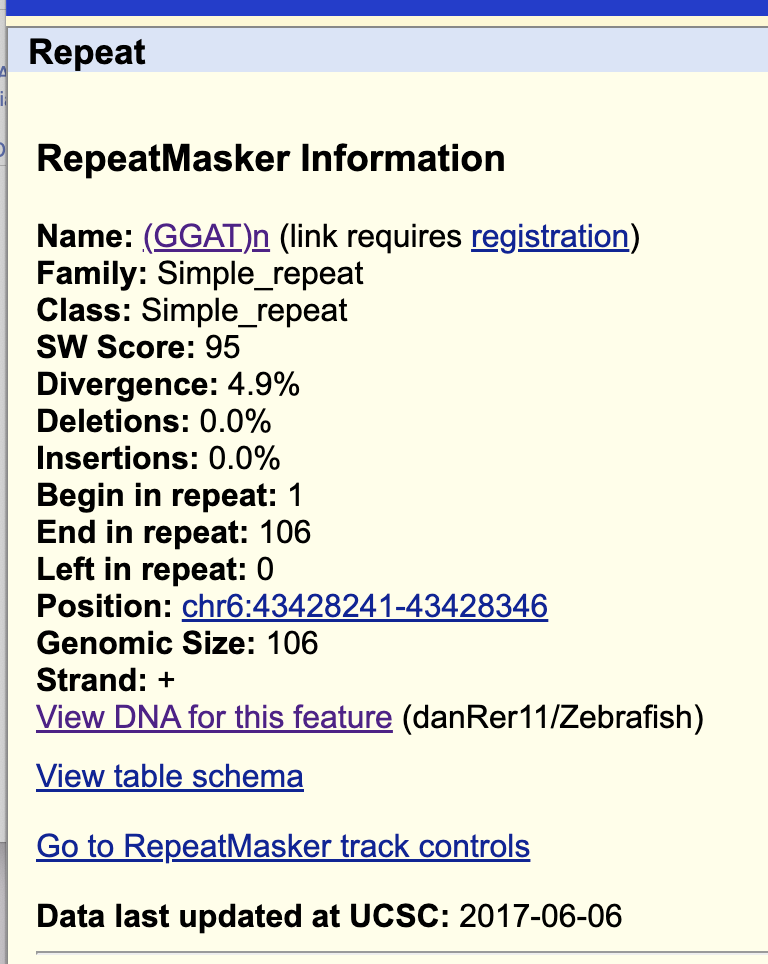 Repeat
RepeatMasker Information
Name: (GGAT)n (link requires registration)
Family: Simple_repeat
Class: Simple_repeat
SW Score: 95
Divergence: 4.9%
Deletions: 0.0%
Insertions: 0.0%
Begin in repeat: 1
End in repeat: 106
Left in repeat: 0
Position: chr6:43428241-43428346
Genomic Size: 106
Strand: +
View DNA for this feature (danRer11/Zebrafish)
View table schema
Go to RepeatMasker track controls
Data last updated at UCSC: 2017-06-06